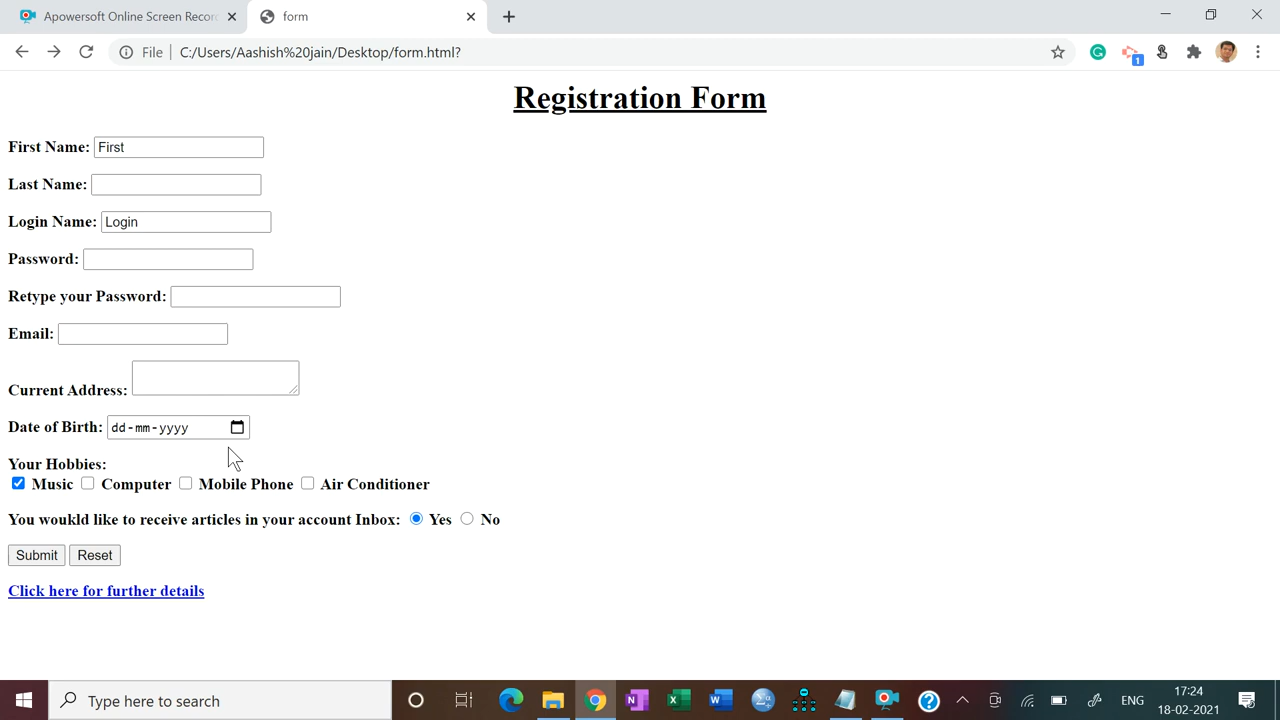 Apowersoft Online Screen Recor
form
File
C:/Users/Aashish%20jain/Desktop/form.html?
1
Registration Form
First Name: First
Last Name:
Login Name: Login
Password:
Retype your Password:
Email:
Current Address:
Date of Birth: dd-mm-yyyy
Your Hobbies:
Music Computer Mobile Phone Air Conditioner
You woukld like to receive articles in your account Inbox: Yes No
Submit Reset
Click here for further details
Type here to search
ENG
17:24
18-02-2021